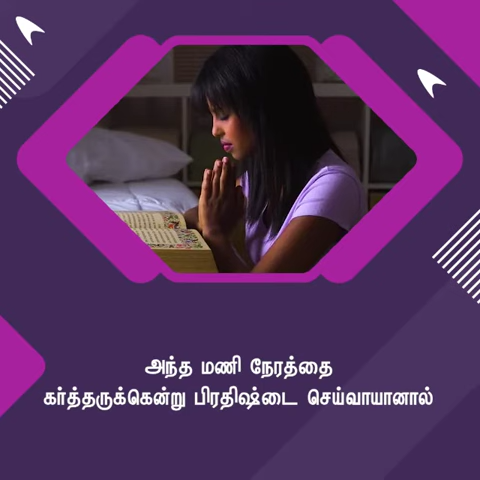 அந்த மணி நேரத்தை
கர்த்தருக்கென்று பிரதிஷ்டை செய்வாயானால்